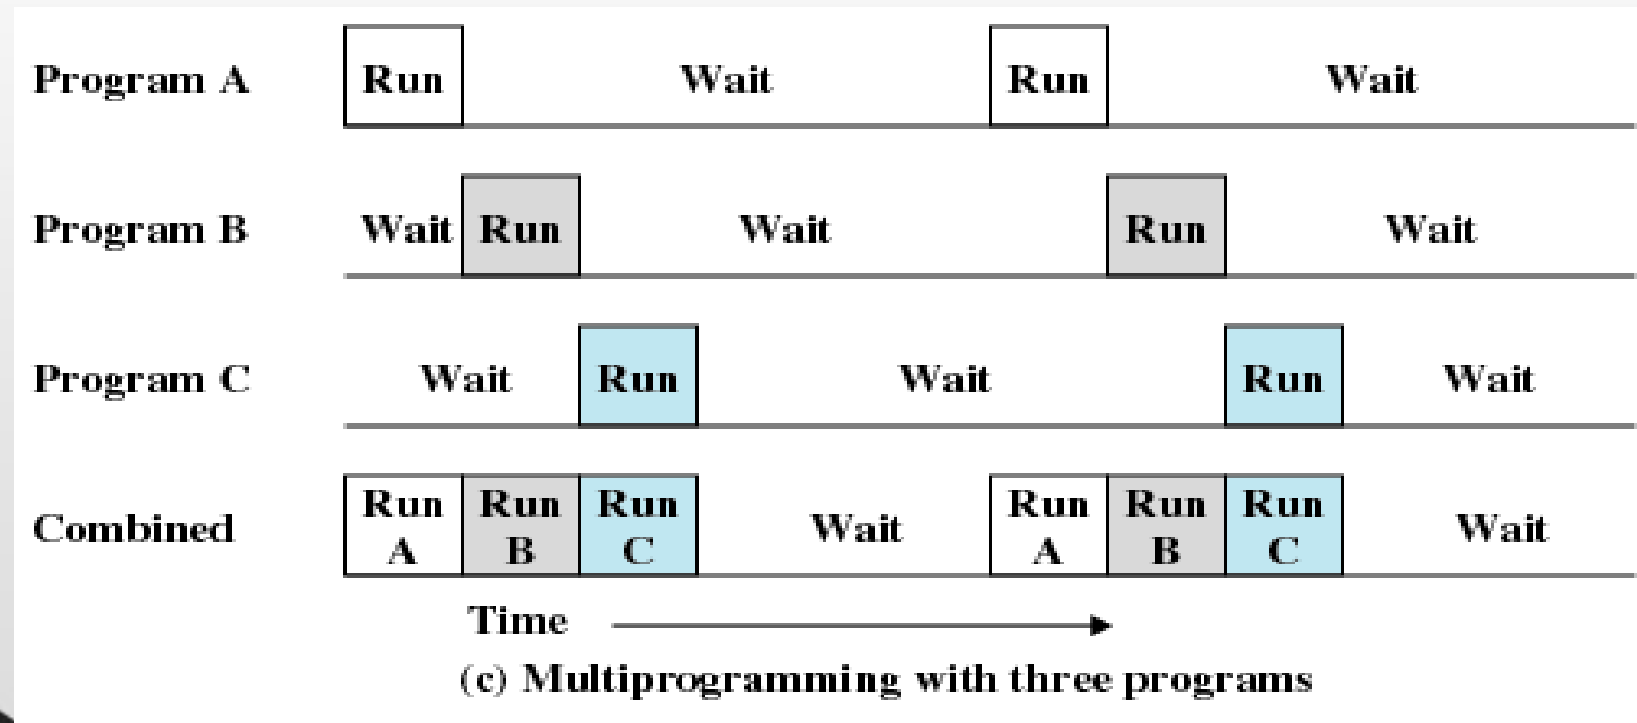 Program A Run Wait Run Wait
Program B Wait Run Wait Run Wait
Program C Wait Run Wait Run Wait
Combined Run A Run B Run C Wait Run A Run B Run C Wait
Time
(c) Multiprogramming with three programs